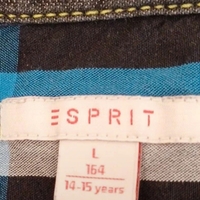 ESPRIT
L
164
14-15 years